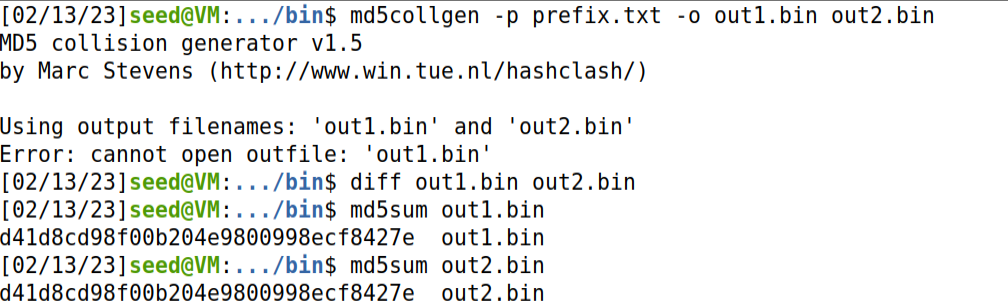 [02/13/23]seed@VM:.../bin$ md5collgen -p prefix.txt -o out1.bin out2.bin
MD5 collision generator v1.5
by Marc Stevens (http://www.win.tue.nl/hashclash/)
Using output filenames: 'out1.bin' and 'out2.bin'
Error: cannot open outfile: 'out1.bin'
[02/13/23]seed@VM:.../bin$ diff out1.bin out2.bin
[02/13/23]seed@VM:.../bin$ md5sum out1.bin
d41d8cd98f00b204e9800998ecf8427e  out1.bin
[02/13/23]seed@VM:.../bin$ md5sum out2.bin
d41d8cd98f00b204e9800998ecf8427e  out2.bin